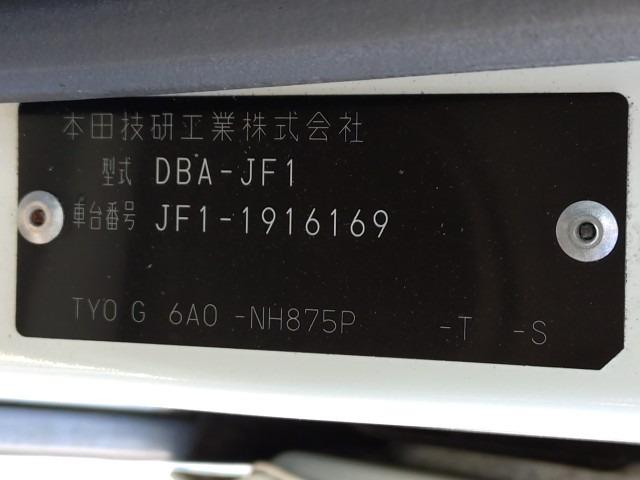 本田技研工業株式会社
型式 DBA-JF1
車台番号 JF1-1916169
TYO G 6A0 -NH875P -T -S